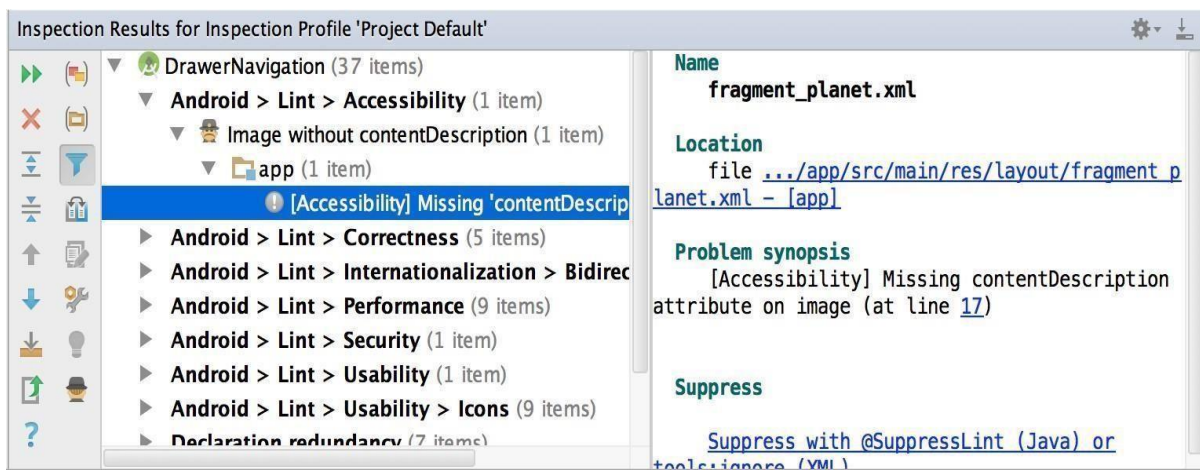 Inspection Results for Inspection Profile 'Project Default'
DrawerNavigation (37 items)
Android > Lint > Accessibility (1 item)
Image without contentDescription (1 item)
app (1 item)
[Accessibility] Missing 'contentDescrip
Android > Lint > Correctness (5 items)
Android > Lint > Internationalization > Bidirec
Android > Lint > Performance (9 items)
Android > Lint > Security (1 item)
Android > Lint > Usability (1 item)
Android > Lint > Usability > Icons (9 items)
Declaration redundancy (7 items)
Name
fragment_planet.xml
Location
file .../app/src/main/res/layout/fragment_p
lanet.xml – [app]
Problem synopsis
[Accessibility] Missing contentDescription
attribute on image (at line 17)
Suppress
Suppress with @SuppressLint (Java) or
tools:ignore (XML)